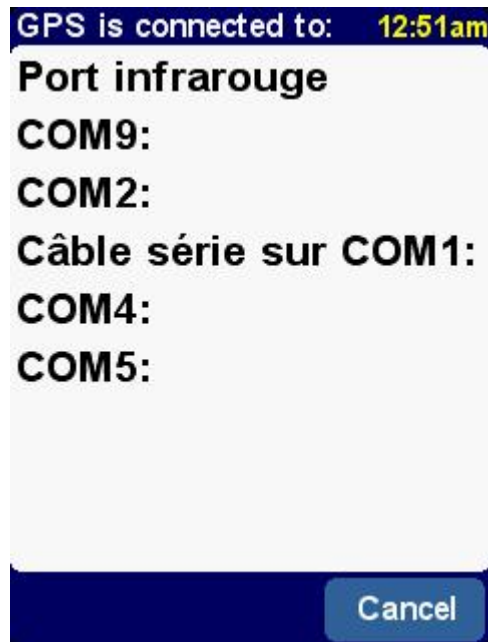 GPS is connected to: 12:51am
Port infrarouge
COM9:
COM2:
Câble série sur COM1:
COM4:
COM5:
Cancel